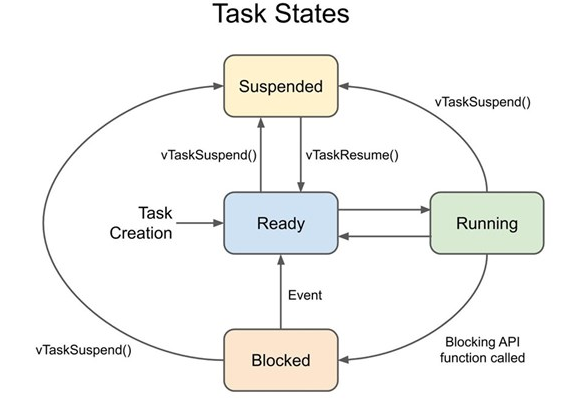 Task States
Suspended
vTaskSuspend()
vTaskSuspend()
vTaskResume()
Task
Creation
Ready
Running
Event
vTaskSuspend()
Blocked
Blocking API
function called